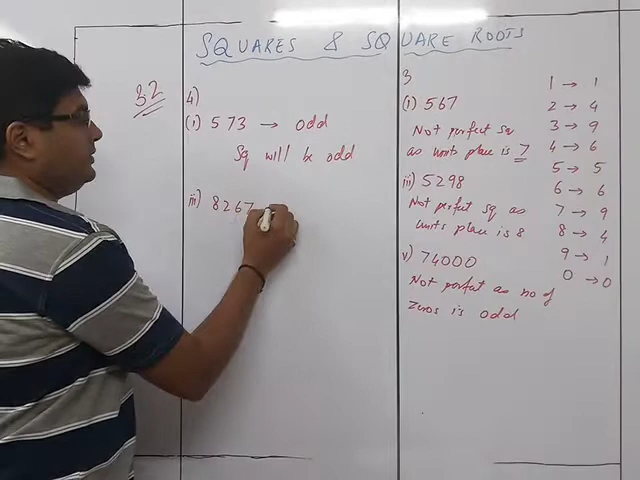 SQUARES & SQUARE ROOTS
3.2
4)
(i) 573 → odd
Sq will be odd
iii) 8267
3
(i) 567
Not perfect sq
as units place is 7
iii) 5298
Not perfect sq as
units place is 8
v) 74000
Not perfect as no of
zeros is odd
1 → 1
2 → 4
3 → 9
4 → 6
5 → 5
6 → 6
7 → 9
8 → 4
9 → 1
0 → 0